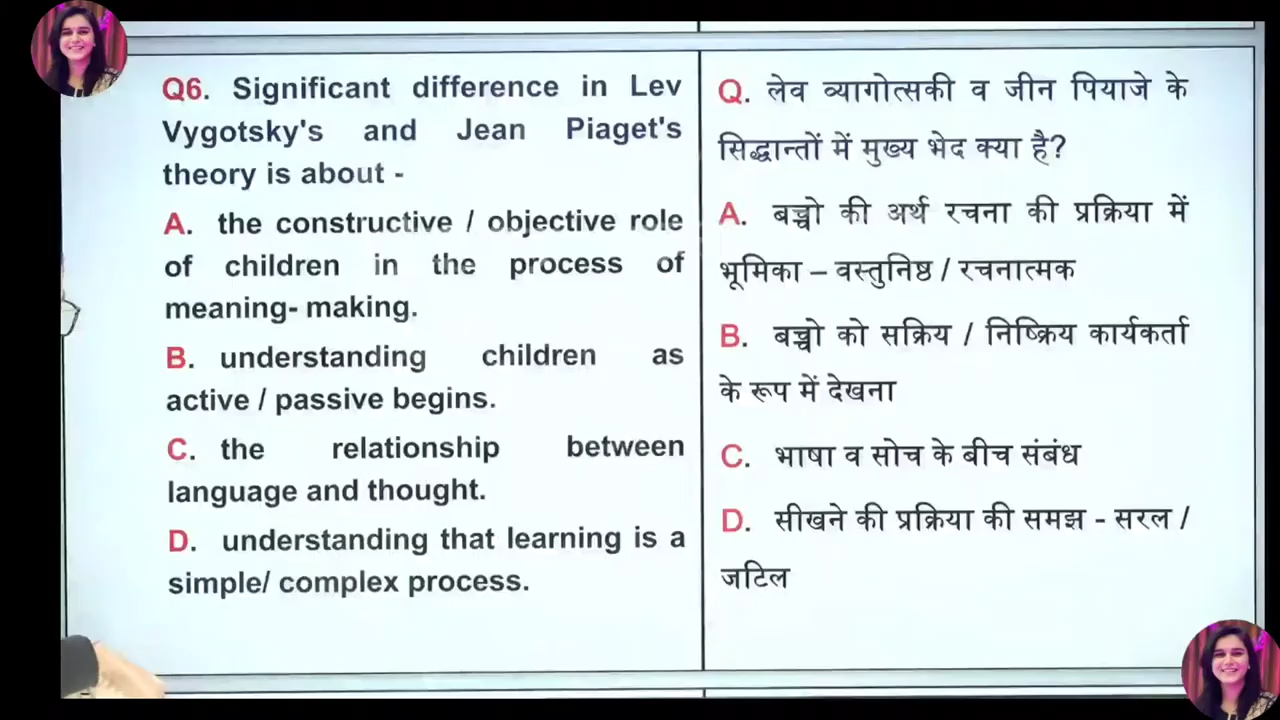 Q6. Significant difference in Lev
Vygotsky's and Jean Piaget's
theory is about -
A. the constructive / objective role
of children in the process of
meaning- making.
B. understanding children as
active / passive begins.
C. the relationship between
language and thought.
D. understanding that learning is a
simple/ complex process.
Q. लेव व्यागोत्सकी व जीन पियाजे के
सिद्धान्तों में मुख्य भेद क्या है?
A. बच्चो की अर्थ रचना की प्रक्रिया में
भूमिका – वस्तुनिष्ठ / रचनात्मक
B. बच्चो को सक्रिय / निष्क्रिय कार्यकर्ता
के रूप में देखना
C. भाषा व सोच के बीच संबंध
D. सीखने की प्रक्रिया की समझ - सरल /
जटिल